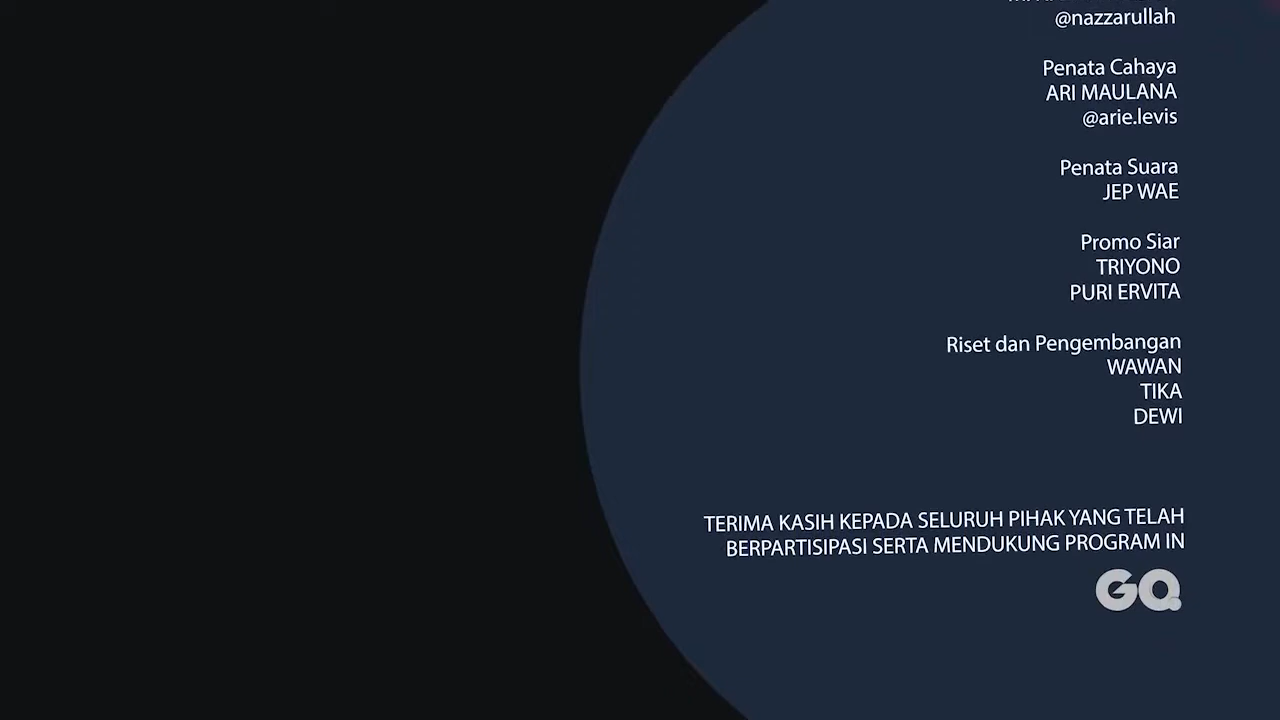 @nazzarullah
Penata Cahaya
ARI MAULANA
@arie.levis
Penata Suara
JEP WAE
Promo Siar
TRIYONO
PURI ERVITA
Riset dan Pengembangan
WAWAN
TIKA
DEWI
TERIMA KASIH KEPADA SELURUH PIHAK YANG TELAH
BERPARTISIPASI SERTA MENDUKUNG PROGRAM IN
GQ